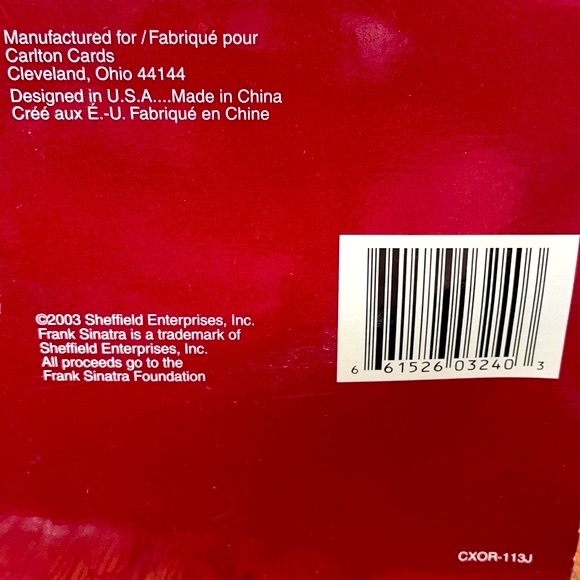 Manufactured for / Fabriqué pour
Carlton Cards
Cleveland, Ohio 44144
Designed in U.S.A....Made in China
Créé aux É.-U. Fabriqué en Chine
©2003 Sheffield Enterprises, Inc.
Frank Sinatra is a trademark of
Sheffield Enterprises, Inc.
All proceeds go to the
Frank Sinatra Foundation
6 61526 03240 3
CXOR-113J